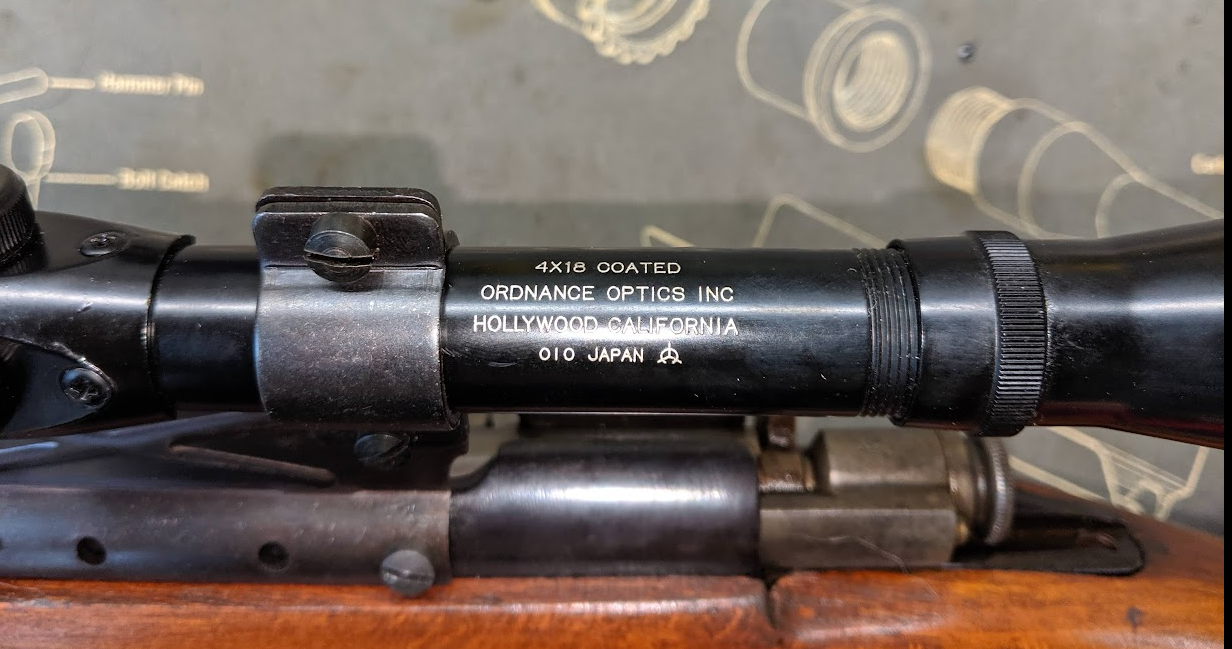 Hammer Pin
Bolt Catch
4X18 COATED
ORDNANCE OPTICS INC
HOLLYWOOD CALIFORNIA
010 JAPAN